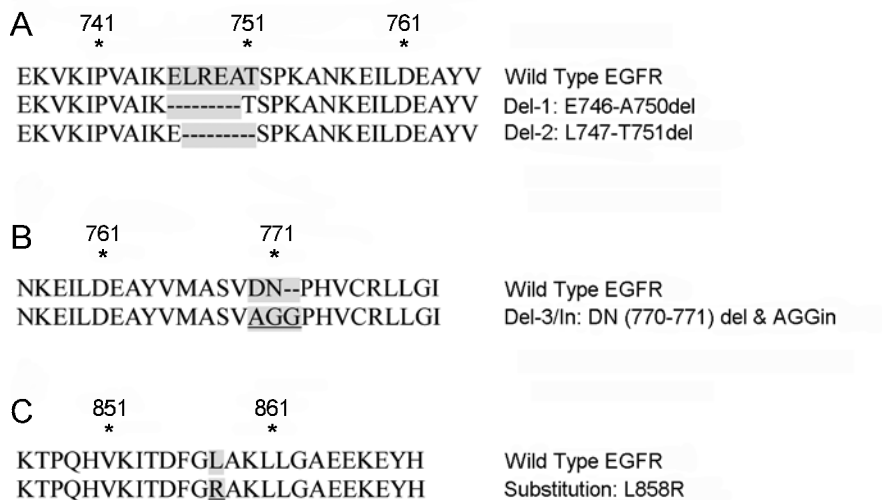 A
741 751 761
* * *
EKVKIPVAIKELREATSPKANKEILDEAYV Wild Type EGFR
EKVKIPVAIK---------TSPKANKEILDEAYV Del-1: E746-A750del
EKVKIPVAIKE---------SPKANKEILDEAYV Del-2: L747-T751del
B
761 771
* *
NKEILDEAYVMASVDN--PHVCRLLGI Wild Type EGFR
NKEILDEAYVMASVAGGPHVCRLLGI Del-3/In: DN (770-771) del & AGGin
C
851 861
* *
KTPQHVKITDFGLAKLLGAEEKEYH Wild Type EGFR
KTPQHVKITDFGRAKLLGAEEKEYH Substitution: L858R